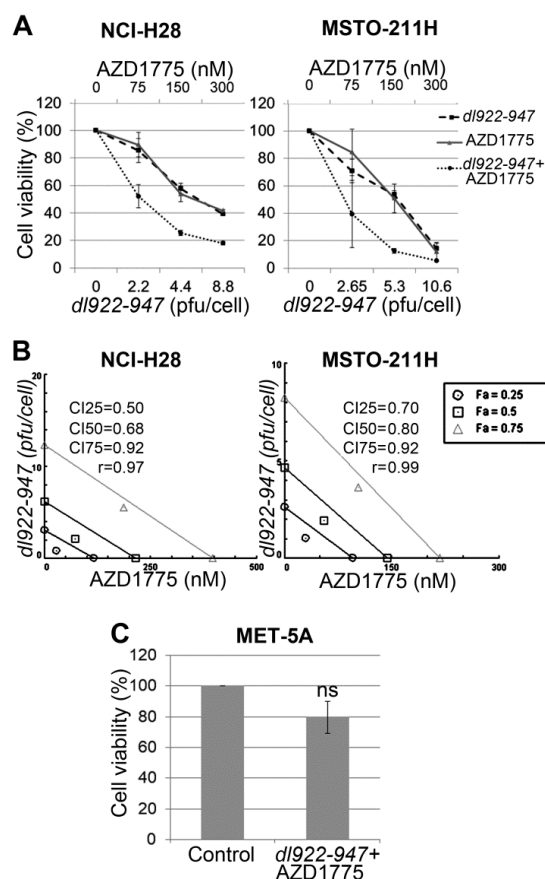 A
NCI-H28
MSTO-211H
AZD1775 (nM)
AZD1775 (nM)
0 75 150 300
0 75 150 300
Cell viability (%)
120
100
80
60
40
20
0
120
100
80
60
40
20
0
0 2.2 4.4 8.8
0 2.65 5.3 10.6
dl922-947 (pfu/cell)
dl922-947 (pfu/cell)
dl922-947
AZD1775
dl922-947+
AZD1775
B
NCI-H28
MSTO-211H
dl922-947 (pfu/cell)
20
10
0
CI25=0.50
CI50=0.68
CI75=0.92
r=0.97
0 250 500
AZD1775 (nM)
dl922-947 (pfu/cell)
10
5
0
CI25=0.70
CI50=0.80
CI75=0.92
r=0.99
0 150 300
AZD1775 (nM)
Fa = 0.25
Fa = 0.5
Fa = 0.75
C
MET-5A
Cell viability (%)
120
100
80
60
40
20
0
ns
Control
dl922-947+
AZD1775